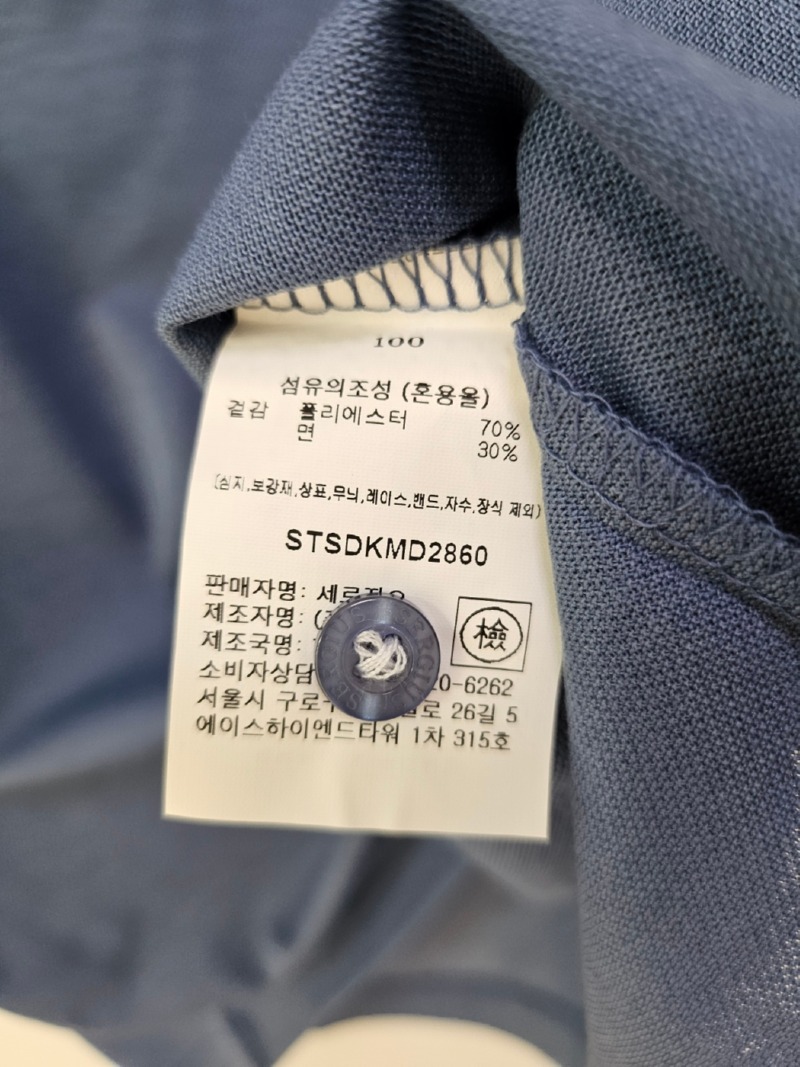 100
섬유의조성 (혼용율)
겉감 폴리에스터 70%
면 30%
(심지,보강재,상표,무늬,레이스,밴드,자수,장식 제외)
STSDKMD2860
판매자명:
제조자명: (
제조국명:
檢
소비자상담 0-6262
서울시 구로 로 26길 5
에이스하이엔드타워 1차 315호